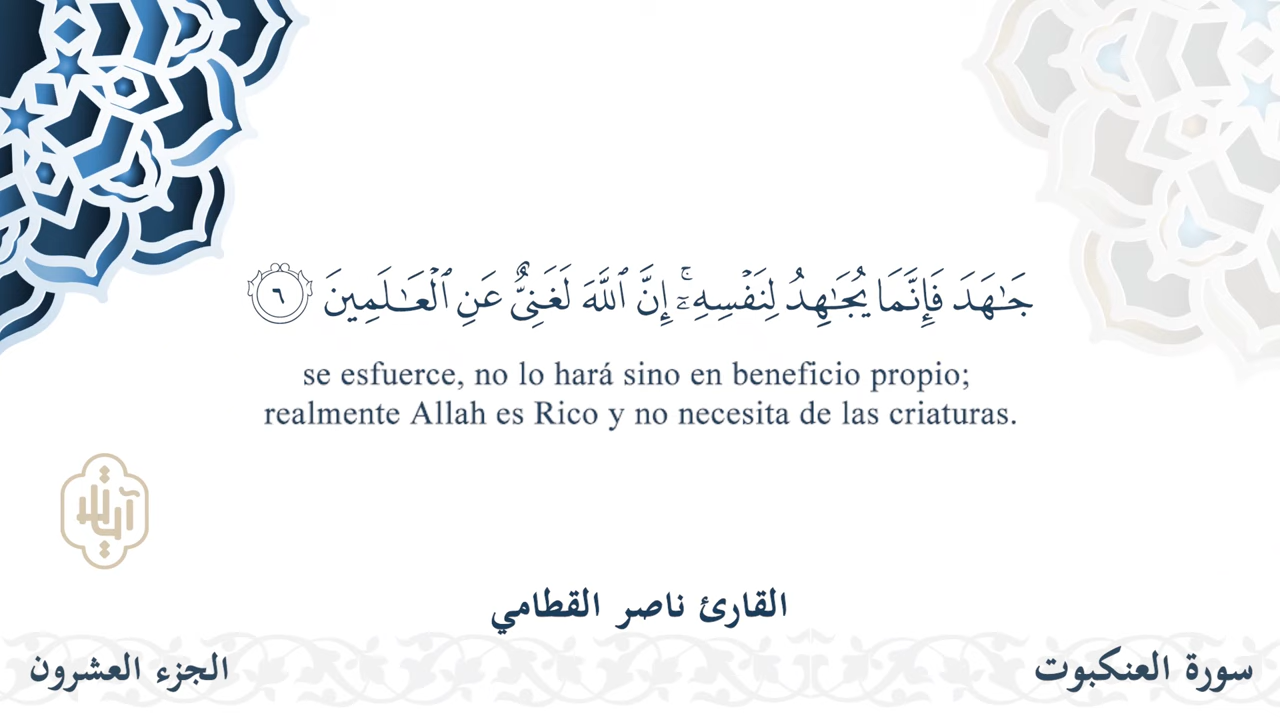 جَـٰهَدَ فَإِنَّمَا يُجَـٰهِدُ لِنَفْسِهِۦٓ ۚ إِنَّ ٱللَّهَ لَغَنِىٌّ عَنِ ٱلْعَـٰلَمِينَ ٦
se esfuerce, no lo hará sino en beneficio propio;
realmente Allah es Rico y no necesita de las criaturas.
القارئ ناصر القطامي
سورة العنكبوت
الجزء العشرون